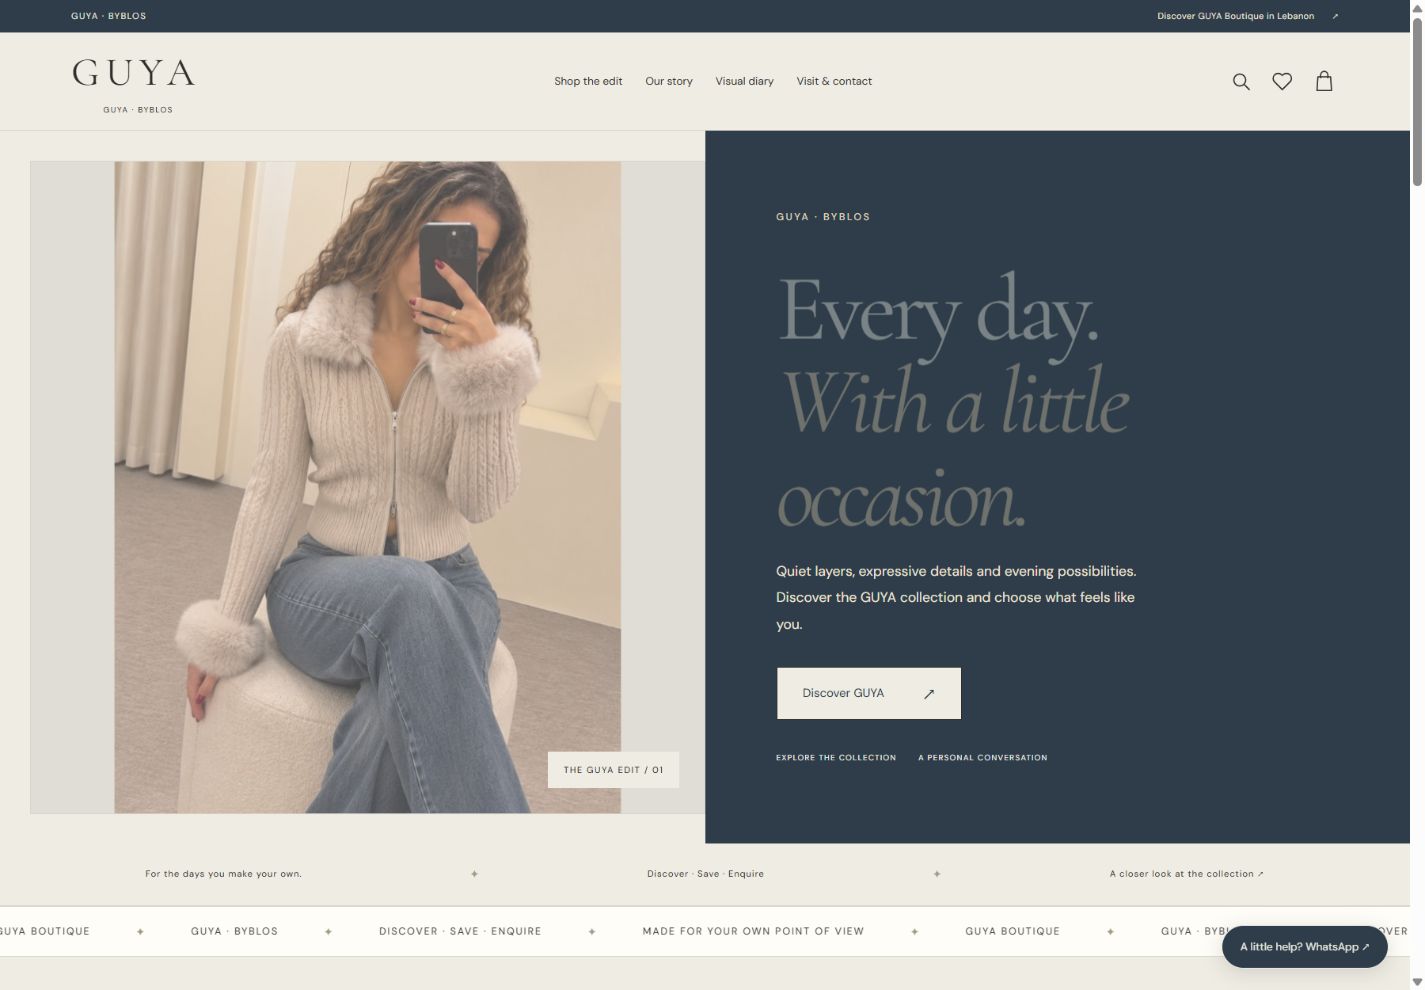 GUYA · BYBLOS
Discover GUYA Boutique in Lebanon ↗
GUYA
GUYA · BYBLOS
Shop the edit
Our story
Visual diary
Visit & contact
GUYA · BYBLOS
Every day.
With a little
occasion.
Quiet layers, expressive details and evening possibilities.
Discover the GUYA collection and choose what feels like
you.
Discover GUYA ↗
EXPLORE THE COLLECTION
A PERSONAL CONVERSATION
THE GUYA EDIT / 01
For the days you make your own.
✦
Discover · Save · Enquire
✦
A closer look at the collection ↗
GUYA BOUTIQUE ✦ GUYA · BYBLOS ✦ DISCOVER · SAVE · ENQUIRE ✦ MADE FOR YOUR OWN POINT OF VIEW ✦ GUYA BOUTIQUE ✦ GUYA ·
A little help? WhatsApp ↗